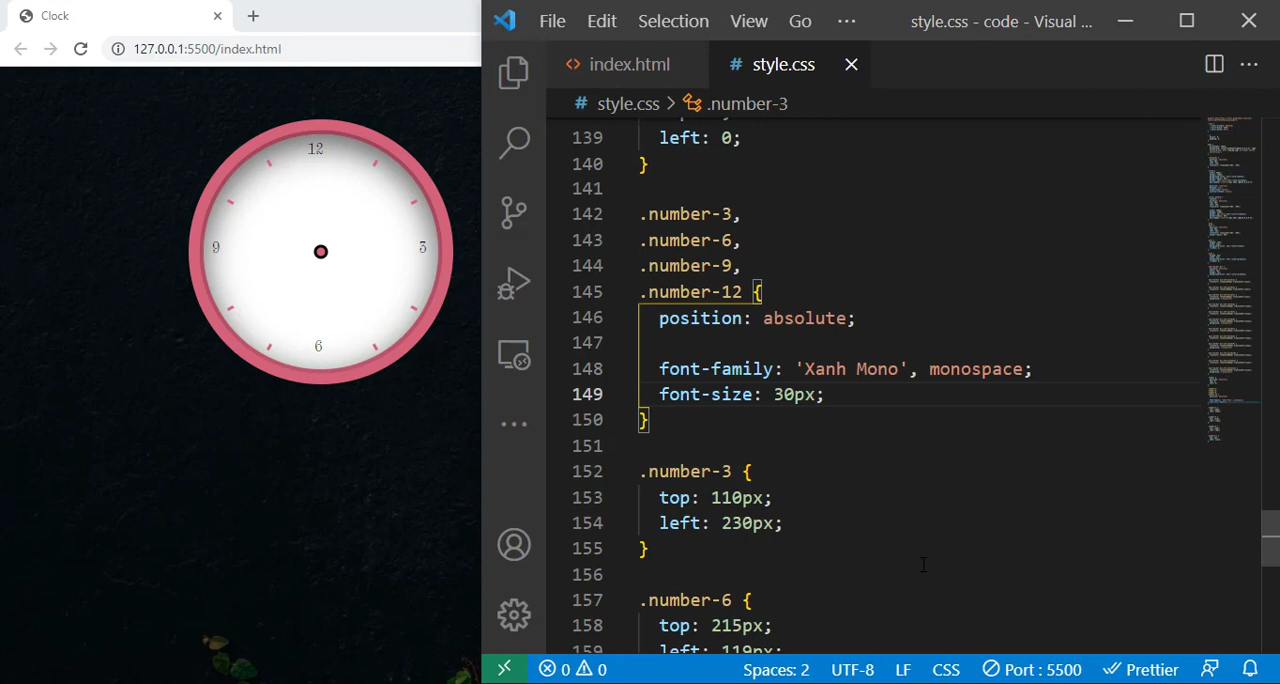 Clock
127.0.0.1:5500/index.html
12
9
3
6
File Edit Selection View Go ··· style.css - code - Visual ...
<> index.html # style.css ×
# style.css > .number-3
139 left: 0;
140 }
141
142 .number-3,
143 .number-6,
144 .number-9,
145 .number-12 {
146 position: absolute;
147
148 font-family: 'Xanh Mono', monospace;
149 font-size: 30px;
150 }
151
152 .number-3 {
153 top: 110px;
154 left: 230px;
155 }
156
157 .number-6 {
158 top: 215px;
159 left: 119px;
0 0 Spaces: 2 UTF-8 LF CSS Port : 5500 Prettier